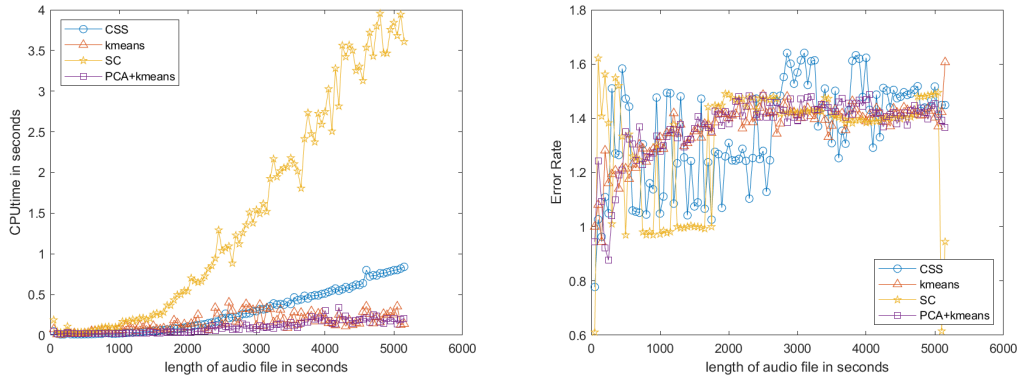 CPUtime in seconds
4
3.5
3
2.5
2
1.5
1
0.5
0
0 1000 2000 3000 4000 5000 6000
length of audio file in seconds
CSS
kmeans
SC
PCA+kmeans
Error Rate
1.8
1.6
1.4
1.2
1
0.8
0.6
0 1000 2000 3000 4000 5000 6000
length of audio file in seconds
CSS
kmeans
SC
PCA+kmeans